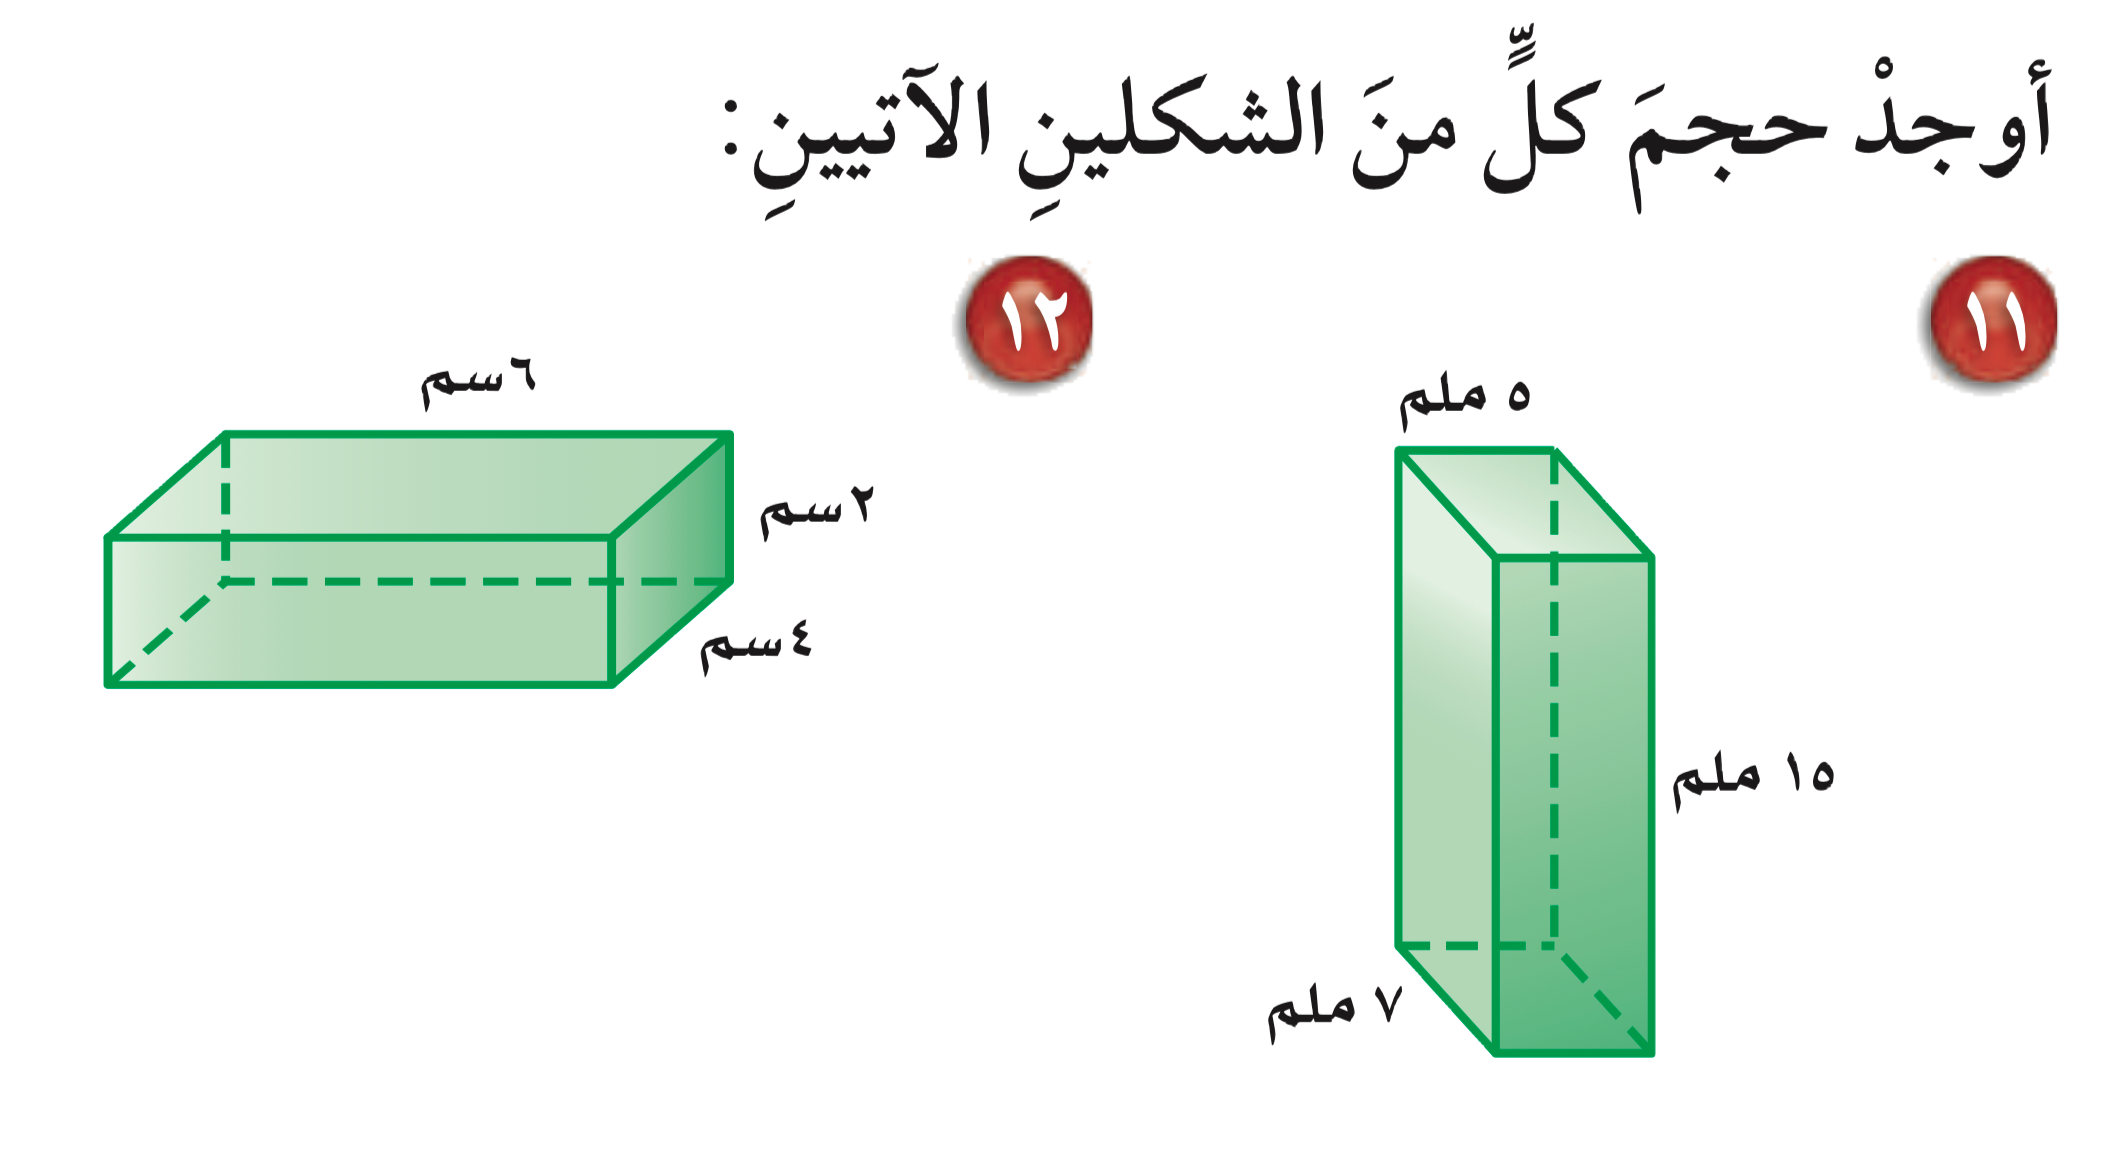 أوجدْ حجمَ كلٍّ منَ الشكلينِ الآتيينِ:
١١
١٢
٥ ملم
١٥ ملم
٧ ملم
٦سم
٢سم
٤سم